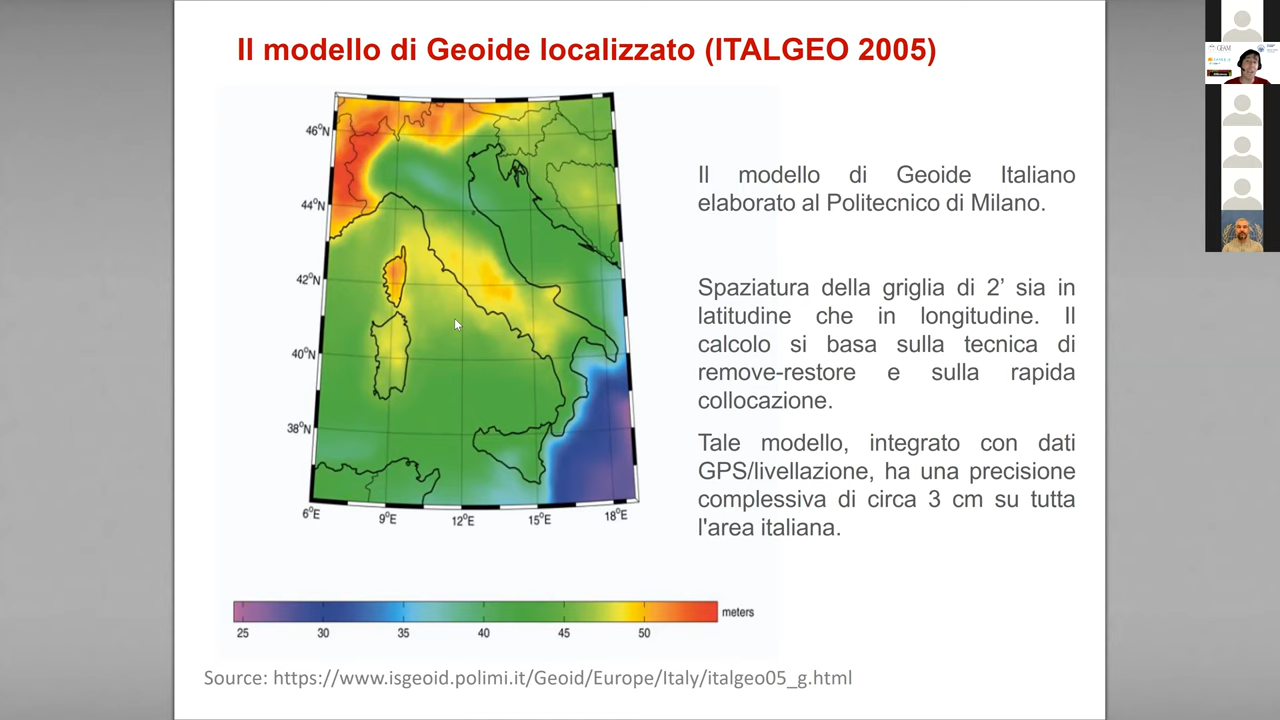 Il modello di Geoide localizzato (ITALGEO 2005)
46°N
44°N
42°N
40°N
38°N
6°E 9°E 12°E 15°E 18°E
25 30 35 40 45 50 meters
Il modello di Geoide Italiano
elaborato al Politecnico di Milano.
Spaziatura della griglia di 2’ sia in
latitudine che in longitudine. Il
calcolo si basa sulla tecnica di
remove-restore e sulla rapida
collocazione.
Tale modello, integrato con dati
GPS/livellazione, ha una precisione
complessiva di circa 3 cm su tutta
l'area italiana.
Source: https://www.isgeoid.polimi.it/Geoid/Europe/Italy/italgeo05_g.html
GEAM